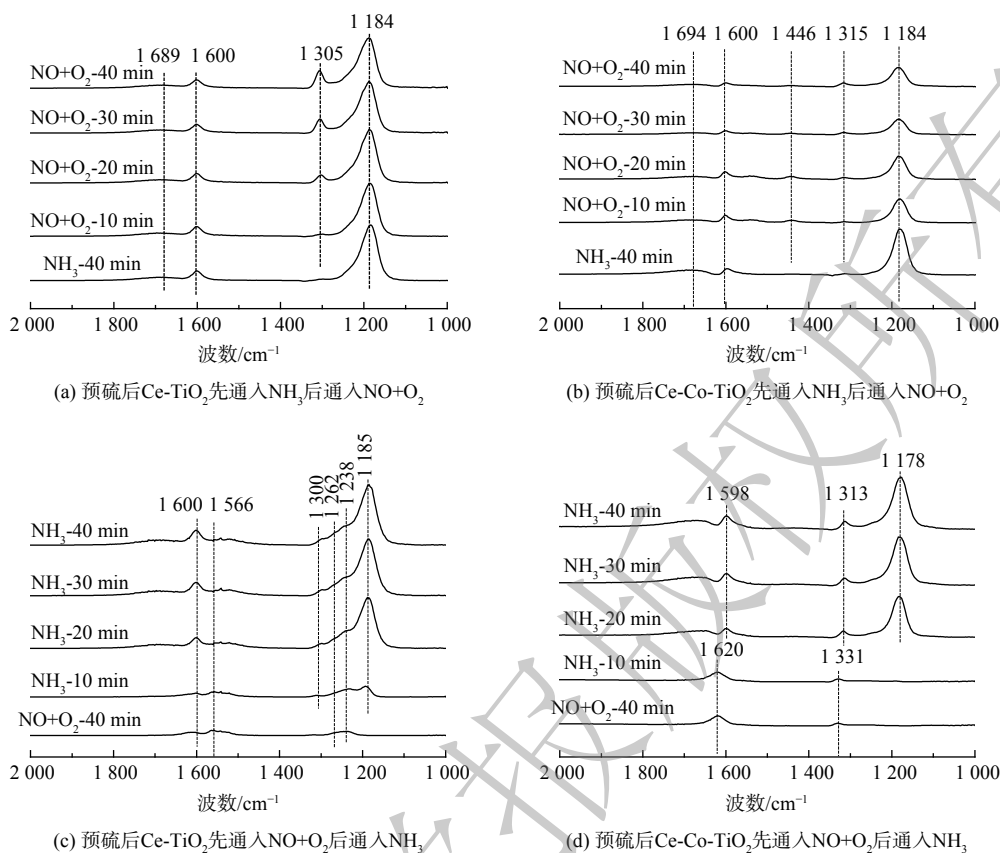 1 184
1 689 1 600 1 305
NO+O₂-40 min
NO+O₂-30 min
NO+O₂-20 min
NO+O₂-10 min
NH₃-40 min
2 000 1 800 1 600 1 400 1 200 1 000
波数/cm⁻¹
(a) 预硫后Ce-TiO₂先通入NH₃后通入NO+O₂
1 694 1 600 1 446 1 315 1 184
NO+O₂-40 min
NO+O₂-30 min
NO+O₂-20 min
NO+O₂-10 min
NH₃-40 min
2 000 1 800 1 600 1 400 1 200 1 000
波数/cm⁻¹
(b) 预硫后Ce-Co-TiO₂先通入NH₃后通入NO+O₂
1 600 1 566 1 300 1 262 1 238 1 185
NH₃-40 min
NH₃-30 min
NH₃-20 min
NH₃-10 min
NO+O₂-40 min
2 000 1 800 1 600 1 400 1 200 1 000
波数/cm⁻¹
(c) 预硫后Ce-TiO₂先通入NO+O₂后通入NH₃
1 178
1 598 1 313
NH₃-40 min
NH₃-30 min
NH₃-20 min
1 620 1 331
NH₃-10 min
NO+O₂-40 min
2 000 1 800 1 600 1 400 1 200 1 000
波数/cm⁻¹
(d) 预硫后Ce-Co-TiO₂先通入NO+O₂后通入NH₃
报版权所有